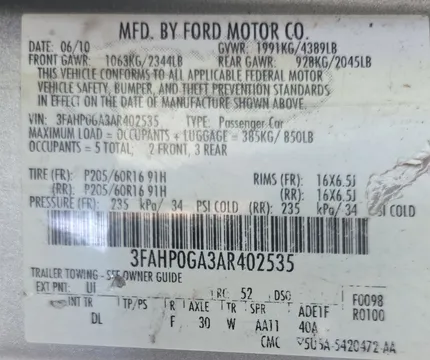 MFD. BY FORD MOTOR CO.
DATE: 06/10 GVWR: 1991KG/4389LB
FRONT GAWR: 1063KG/2344LB REAR GAWR: 928KG/2045LB
THIS VEHICLE CONFORMS TO ALL APPLICABLE FEDERAL MOTOR
VEHICLE SAFETY, BUMPER, AND THEFT PREVENTION STANDARDS
IN EFFECT ON THE DATE OF MANUFACTURE SHOWN ABOVE.
VIN: 3FAHP0GA3AR402535 TYPE: Passenger Car
MAXIMUM LOAD = OCCUPANTS + LUGGAGE = 385KG/850LB
OCCUPANTS = 5 TOTAL; 2 FRONT, 3 REAR
TIRE (FR): P205/60R16 91H RIMS (FR): 16X6.5J
(RR): P205/60R16 91H (RR): 16X6.5J
PRESSURE (FR): 235 kPa/ 34 PSI COLD (RR): 235 kPa/ 34 PSI COLD
3FAHP0GA3AR402535
TRAILER TOWING - SEE OWNER GUIDE
EXT PNT: UI RC: 52 DSO: F0098
INT TR TP/PS R AXLE TR SPR ADE1F R0100
DL F 30 W AA11 40A
CMC 5U5A-5420472-AA